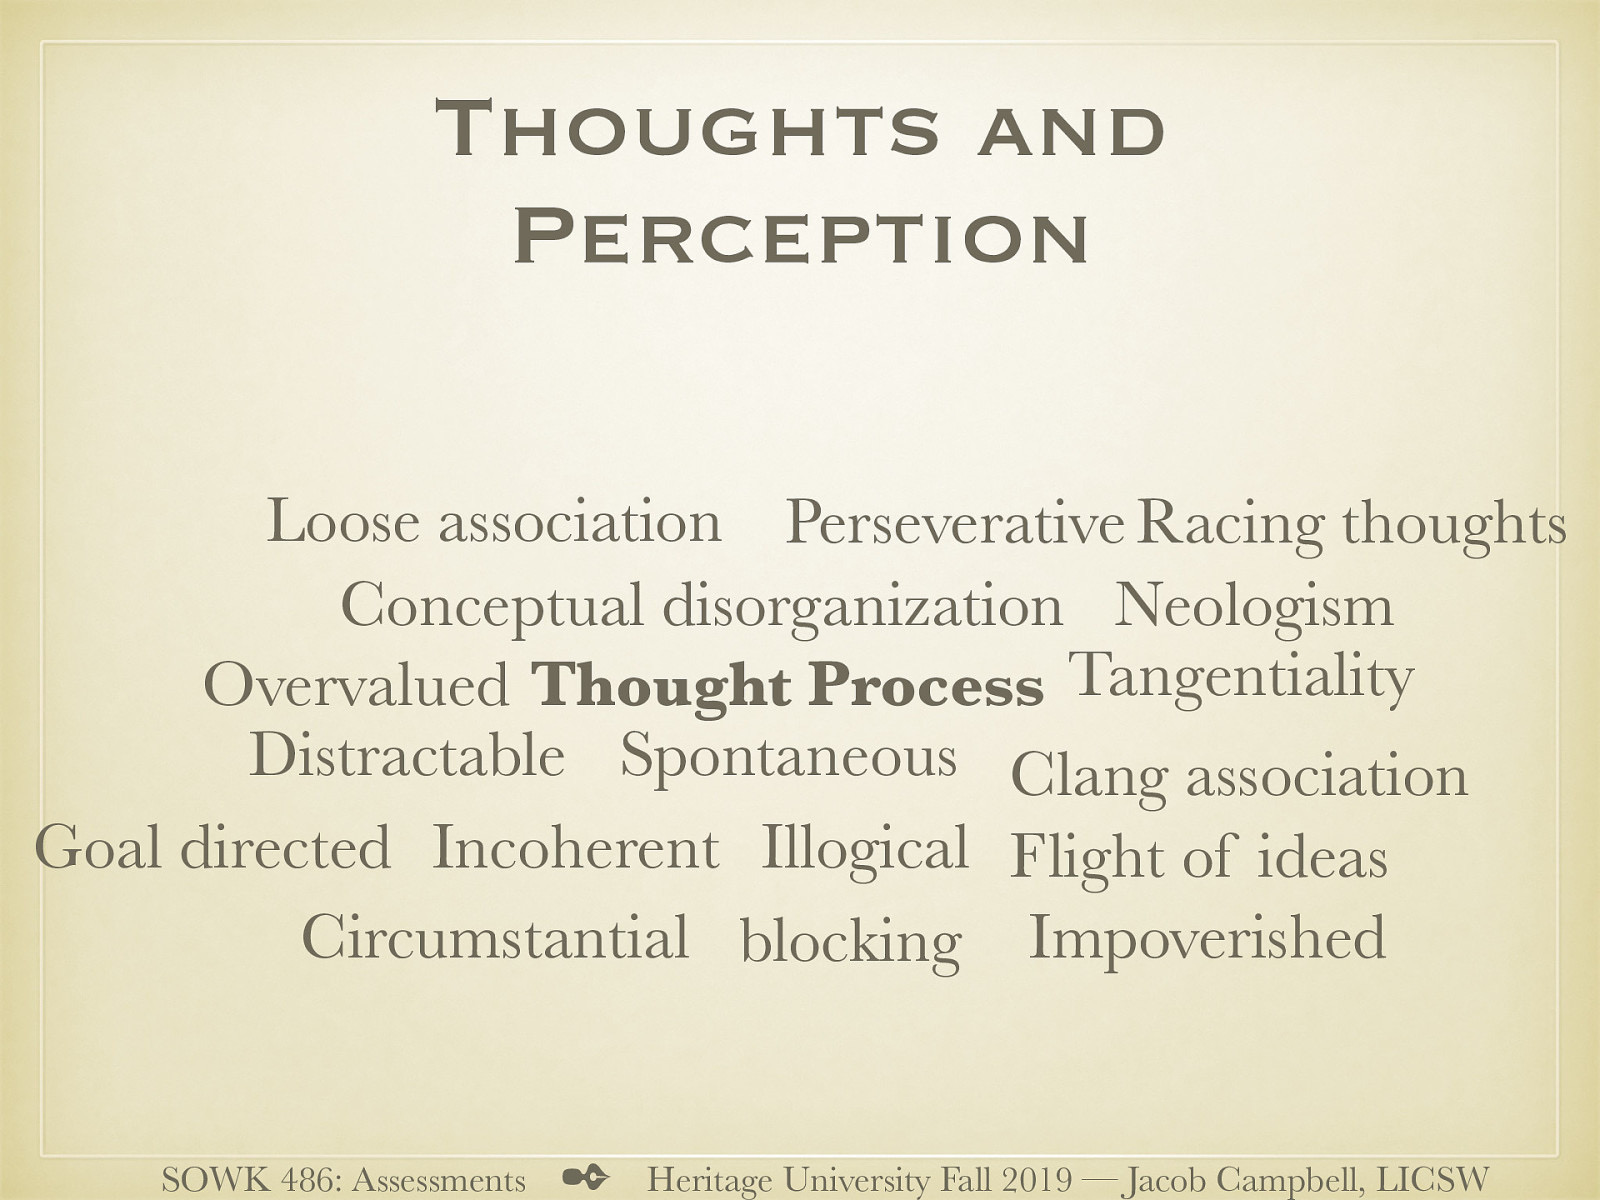 Thoughts and
Perception
Loose association Perseverative Racing thoughts
Conceptual disorganization Neologism
Overvalued Thought Process Tangentiality
Distractable Spontaneous Clang association
Goal directed Incoherent Illogical Flight of ideas
Circumstantial blocking Impoverished
SOWK 486: Assessments ✒ Heritage University Fall 2019 — Jacob Campbell, LICSW